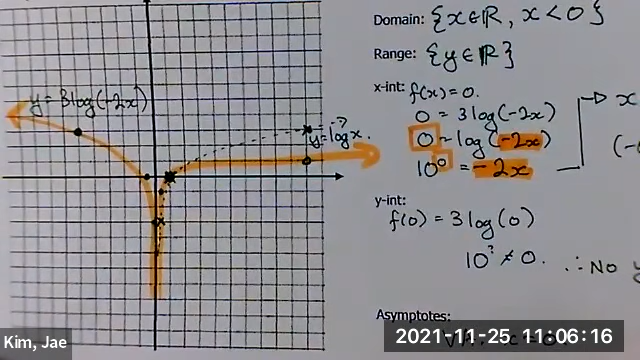 Domain: {x∈ℝ, x<0}
Range: {y∈ℝ}
x-int: f(x)=0.
0 = 3log(-2x)
0 = log(-2x)
10⁰ = -2x
x
y-int:
f(0) = 3log(0)
10^? ≠ 0. ∴ No y
Asymptotes:
y=3log(-2x)
y=logx.
Kim, Jae
2021-11-25 11:06:16